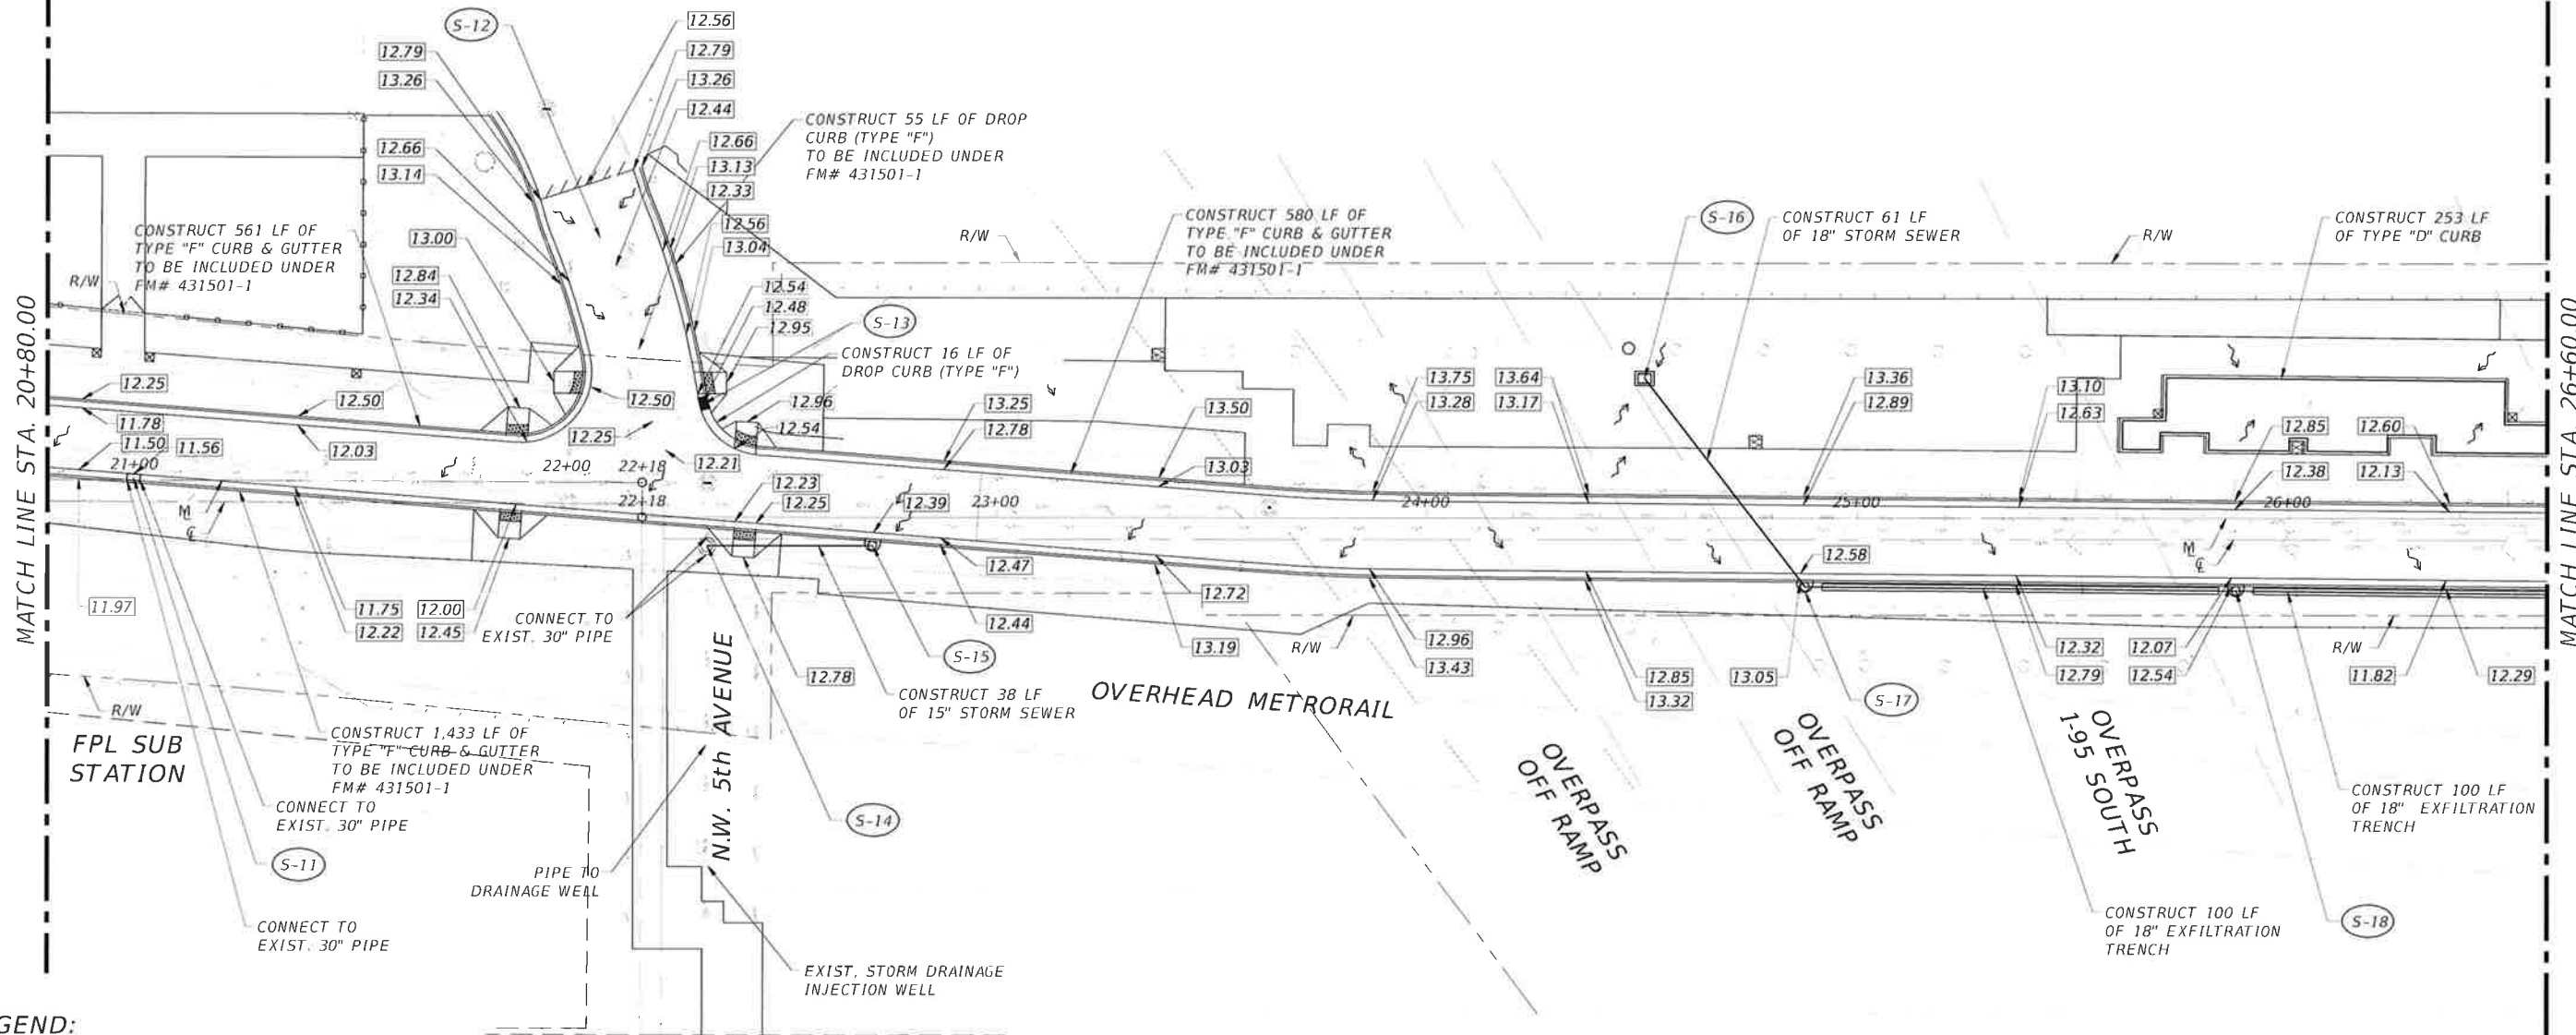 MATCH LINE STA. 20+80.00
S-12
12.79
13.26
12.56
12.79
13.26
12.44
CONSTRUCT 55 LF OF DROP
CURB (TYPE "F")
TO BE INCLUDED UNDER
FM# 431501-1
12.66
13.14
12.66
13.13
12.33
12.56
13.04
CONSTRUCT 561 LF OF
TYPE "F" CURB & GUTTER
TO BE INCLUDED UNDER
FM# 431501-1
R/W
13.00
12.84
12.34
12.54
12.48
12.95
S-13
CONSTRUCT 16 LF OF
DROP CURB (TYPE "F")
R/W
CONSTRUCT 580 LF OF
TYPE "F" CURB & GUTTER
TO BE INCLUDED UNDER
FM# 431501-1
S-16
CONSTRUCT 61 LF
OF 18" STORM SEWER
R/W
CONSTRUCT 253 LF
OF TYPE "D" CURB
MATCH LINE STA. 26+60.00
12.25
12.50
12.50
12.96
13.25
13.50
13.75
13.64
13.36
13.10
11.78
12.03
12.25
12.54
12.78
13.03
13.28
13.17
12.89
12.63
12.85
12.60
11.50
11.56
12.21
12.38
12.13
21+00
22+00
22+18
22+18
23+00
24+00
25+00
26+00
12.23
12.25
12.39
M
℄
M
℄
12.58
11.97
11.75
12.22
12.00
12.45
CONNECT TO
EXIST. 30" PIPE
12.47
12.44
12.72
13.19
R/W
12.96
13.43
12.85
13.32
13.05
12.32
12.79
12.07
12.54
R/W
11.82
12.29
S-15
12.78
CONSTRUCT 38 LF
OF 15" STORM SEWER
OVERHEAD METRORAIL
S-17
R/W
FPL SUB
STATION
CONSTRUCT 1,433 LF OF
TYPE "F" CURB & GUTTER
TO BE INCLUDED UNDER
FM# 431501-1
N.W. 5th AVENUE
OVERPASS
OFF RAMP
OVERPASS
OFF RAMP
OVERPASS
1-95 SOUTH
CONNECT TO
EXIST. 30" PIPE
S-14
CONSTRUCT 100 LF
OF 18" EXFILTRATION
TRENCH
S-11
PIPE TO
DRAINAGE WELL
CONNECT TO
EXIST. 30" PIPE
CONSTRUCT 100 LF
OF 18" EXFILTRATION
TRENCH
S-18
EXIST. STORM DRAINAGE
INJECTION WELL
GEND: